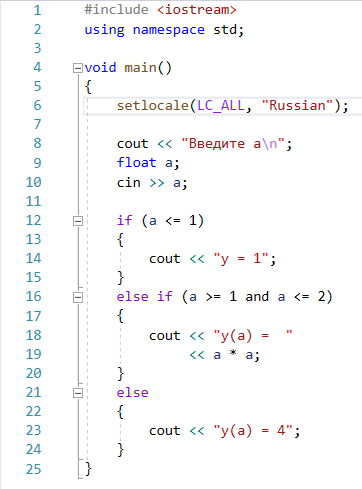 1 #include <iostream>
2 using namespace std;
3
4 void main()
5 {
6 setlocale(LC_ALL, "Russian");
7
8 cout << "Введите a\n";
9 float a;
10 cin >> a;
11
12 if (a <= 1)
13 {
14 cout << "y = 1";
15 }
16 else if (a >= 1 and a <= 2)
17 {
18 cout << "y(a) =  "
19 << a * a;
20 }
21 else
22 {
23 cout << "y(a) = 4";
24 }
25 }